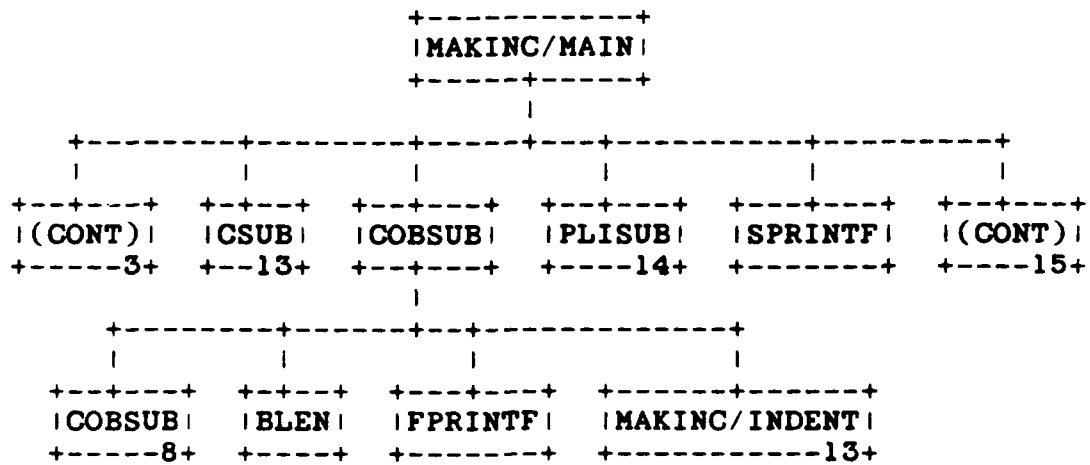 MAKINC/MAIN
(CONT) CSUB COBSUB PLISUB SPRINTF (CONT)
3 13 14 15
COBSUB BLEN FPRINTF MAKINC/INDENT
8 13